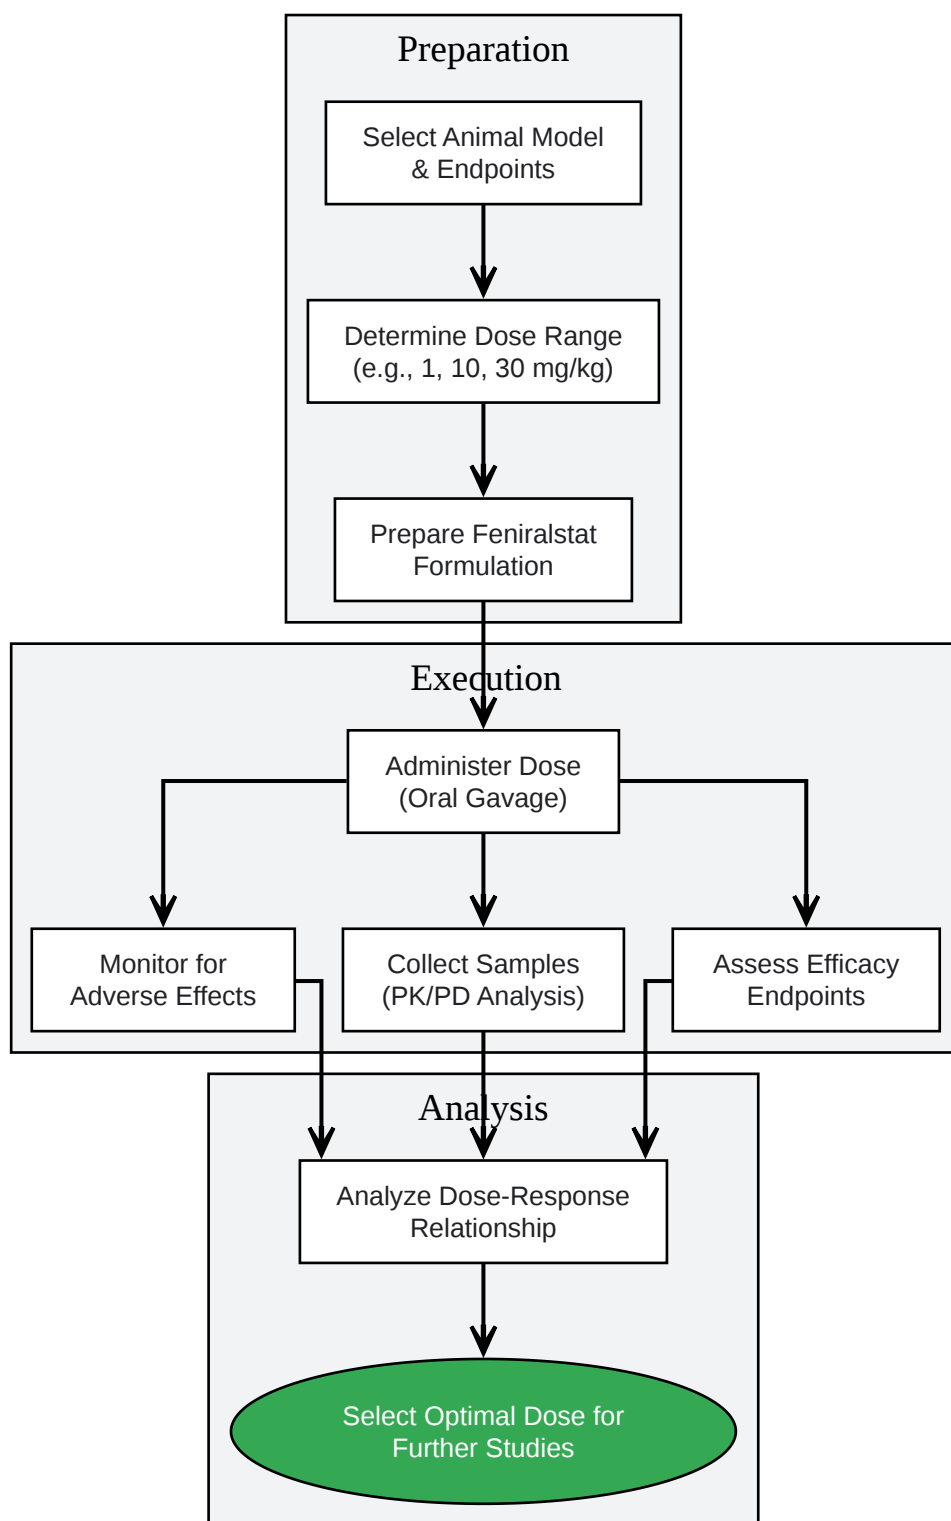 Preparation
Select Animal Model
& Endpoints
Determine Dose Range
(e.g., 1, 10, 30 mg/kg)
Prepare Feniralstat
Formulation
Execution
Administer Dose
(Oral Gavage)
Monitor for
Adverse Effects
Collect Samples
(PK/PD Analysis)
Assess Efficacy
Endpoints
Analysis
Analyze Dose-Response
Relationship
Select Optimal Dose for
Further Studies